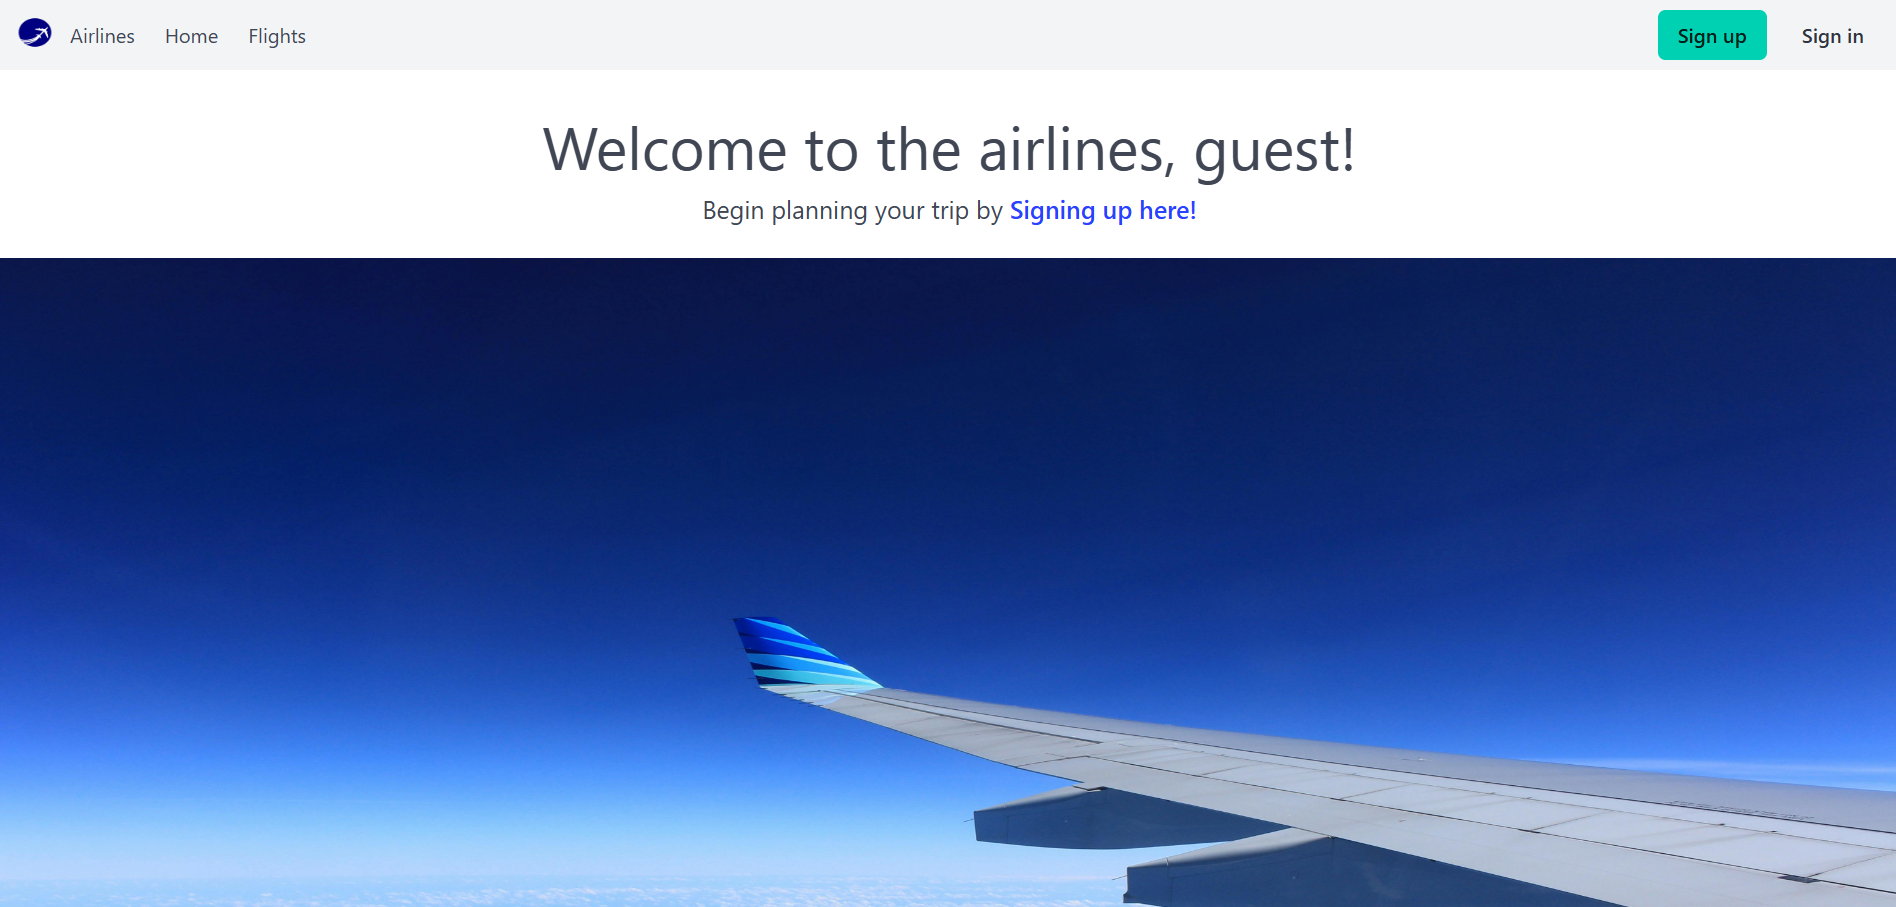 Airlines Home Flights Sign up Sign in
Welcome to the airlines, guest!
Begin planning your trip by Signing up here!